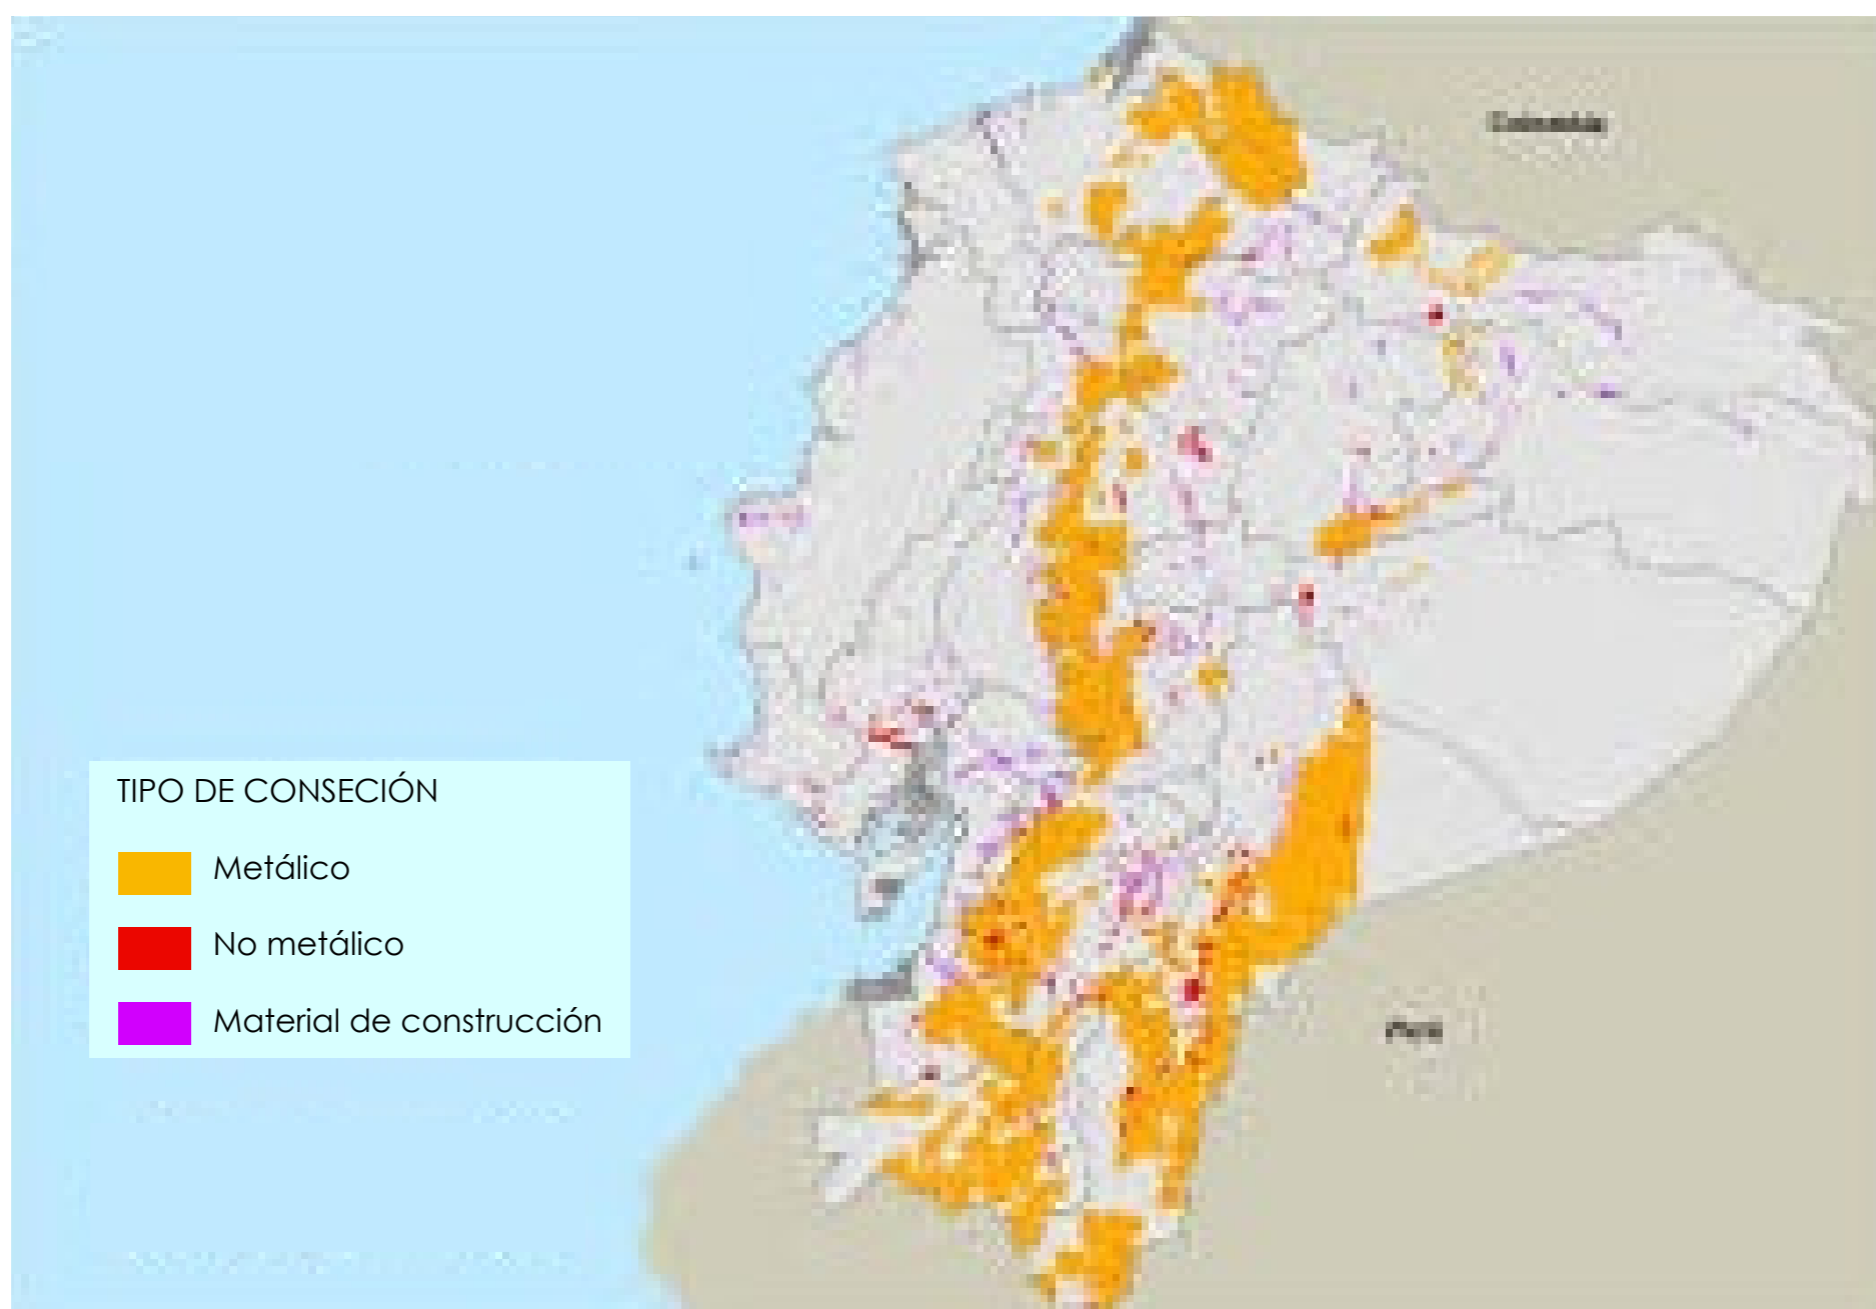 Colombia
TIPO DE CONSECIÓN
Metálico
No metálico
Material de construcción
Perú